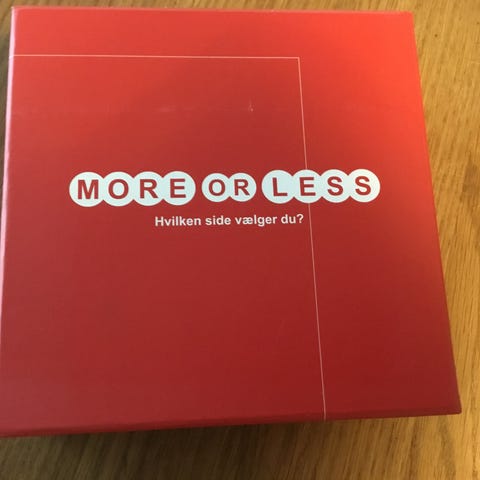 MORE OR LESS
Hvilken side vælger du?